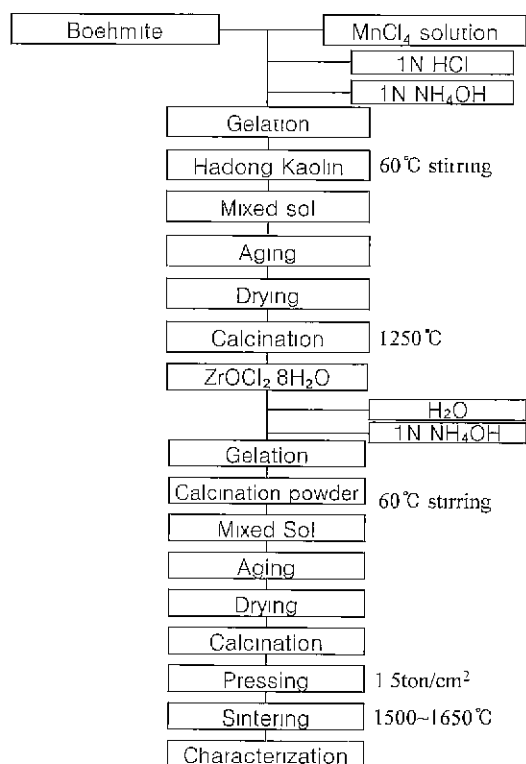 Boehmite
MnCl₄ solution
1N HCl
1N NH₄OH
Gelation
Hadong Kaolin 60℃ stirring
Mixed sol
Aging
Drying
Calcination 1250℃
ZrOCl₂ 8H₂O
H₂O
1N NH₄OH
Gelation
Calcination powder 60℃ stirring
Mixed Sol
Aging
Drying
Calcination
Pressing 1 5ton/cm²
Sintering 1500~1650℃
Characterization